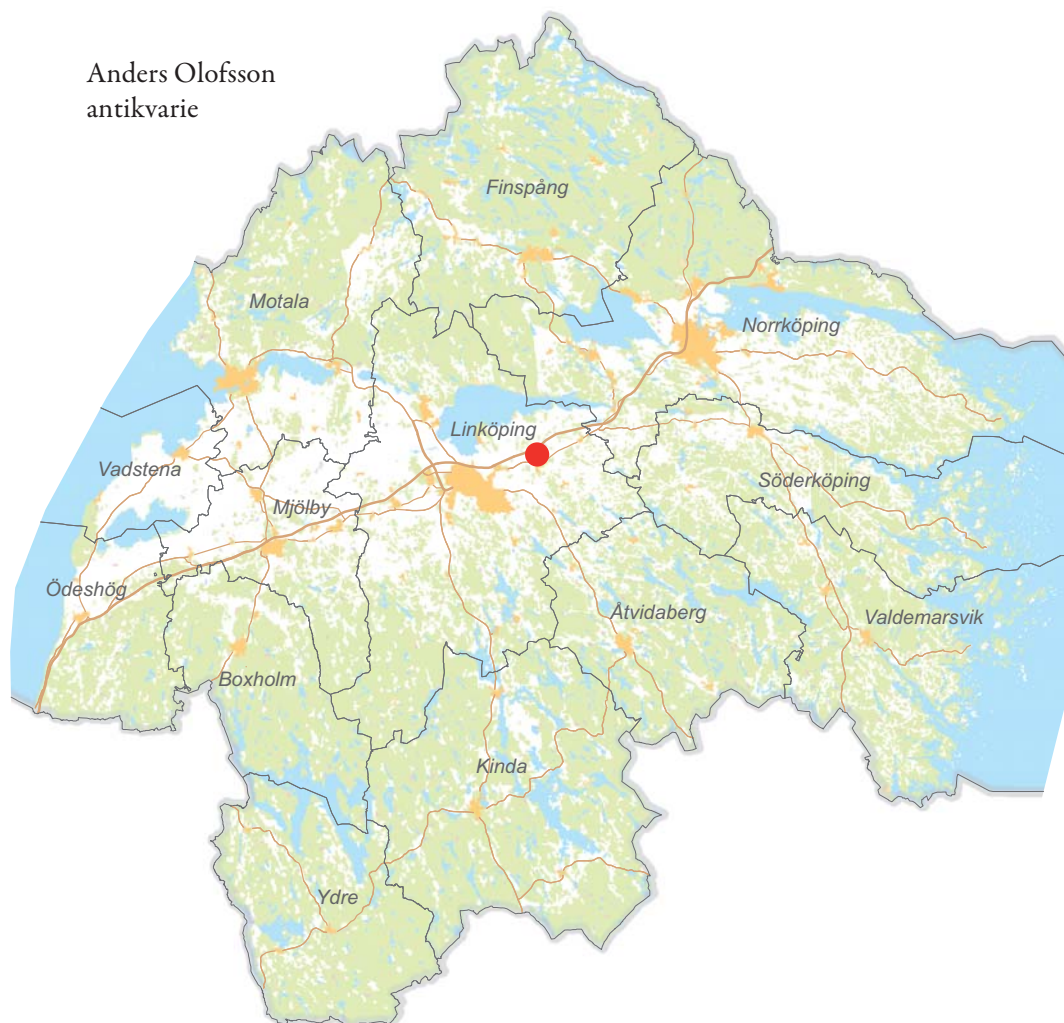 Anders Olofsson
antikvarie
Finspång
Motala
Norrköping
Linköping
Vadstena
Söderköping
Mjölby
Ödeshög
Åtvidaberg
Valdemarsvik
Boxholm
Kinda
Ydre